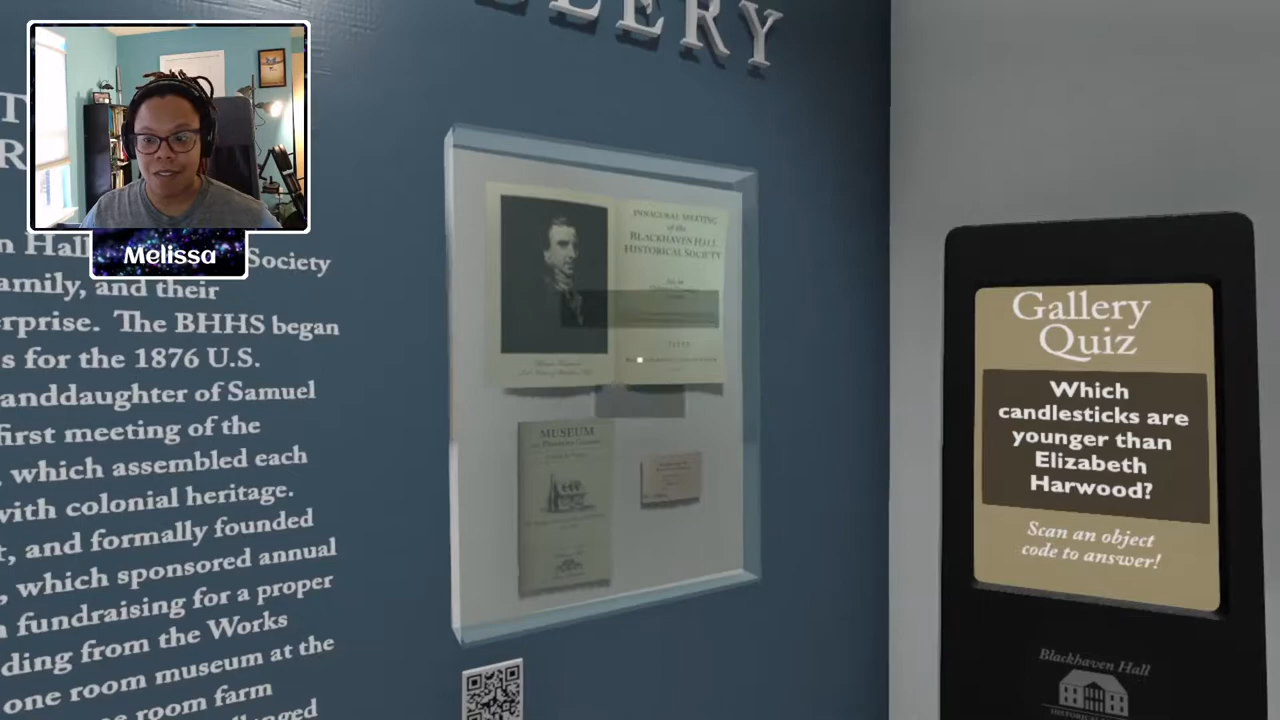 LLERY
T
R
n Hall Society
amily, and their
erprise. The BHHS began
s for the 1876 U.S.
anddaughter of Samuel
first meeting of the
, which assembled each
with colonial heritage.
t, and formally founded
, which sponsored annual
n fundraising for a proper
ding from the Works
one room museum at the
e room farm
Melissa
INNAGURAL MEETING
of the
BLACKHAVEN HALL
HISTORICAL SOCIETY
MUSEUM
Gallery
Quiz
Which
candlesticks are
younger than
Elizabeth
Harwood?
Scan an object
code to answer!
Blackhaven Hall